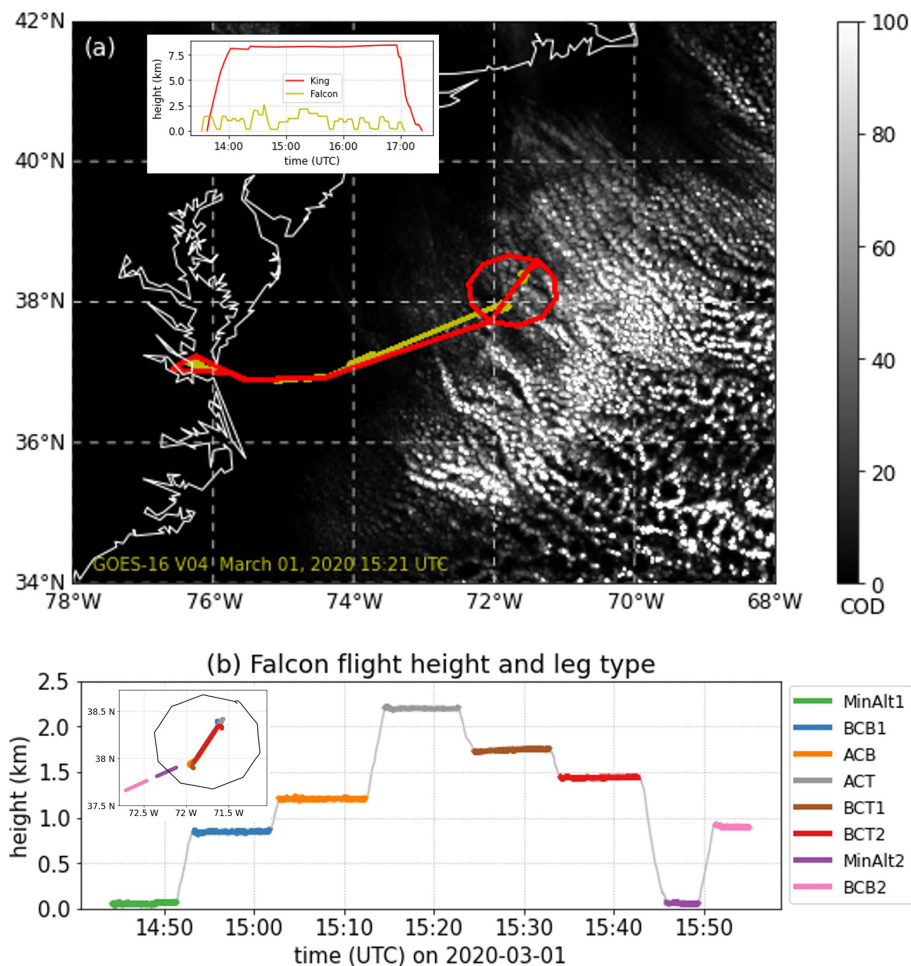 42°N
40°N
38°N
36°N
34°N
(a)
height (km)
7.5
5.0
2.5
0.0
King
Falcon
14:00 15:00 16:00 17:00
time (UTC)
GOES-16 V04 March 01, 2020 15:21 UTC
78°W 76°W 74°W 72°W 70°W 68°W
100
80
60
40
20
0
COD
(b) Falcon flight height and leg type
height (km)
2.5
2.0
1.5
1.0
0.5
0.0
38.5 N
38 N
37.5 N
72.5 W 72 W 71.5 W
14:50 15:00 15:10 15:20 15:30 15:40 15:50
time (UTC) on 2020-03-01
MinAlt1
BCB1
ACB
ACT
BCT1
BCT2
MinAlt2
BCB2